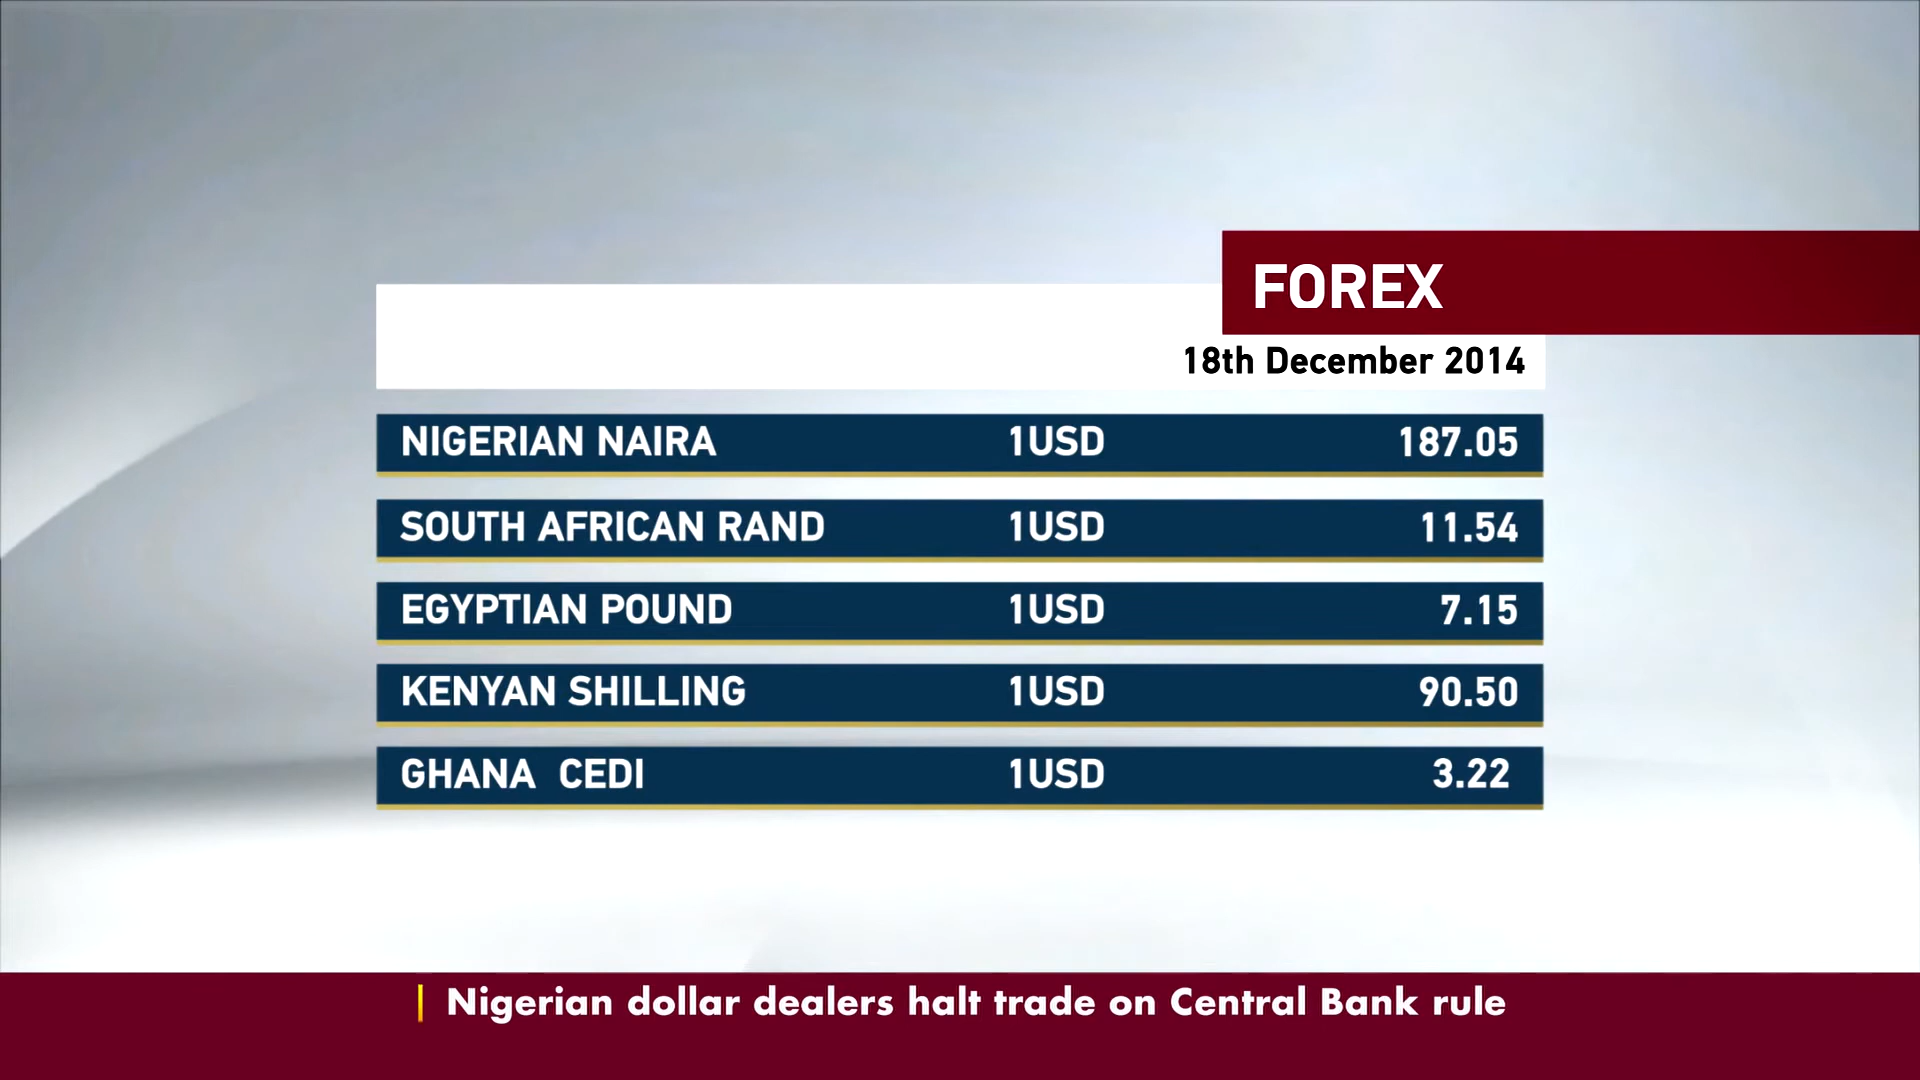 FOREX
18th December 2014
NIGERIAN NAIRA 1USD 187.05
SOUTH AFRICAN RAND 1USD 11.54
EGYPTIAN POUND 1USD 7.15
KENYAN SHILLING 1USD 90.50
GHANA CEDI 1USD 3.22
| Nigerian dollar dealers halt trade on Central Bank rule